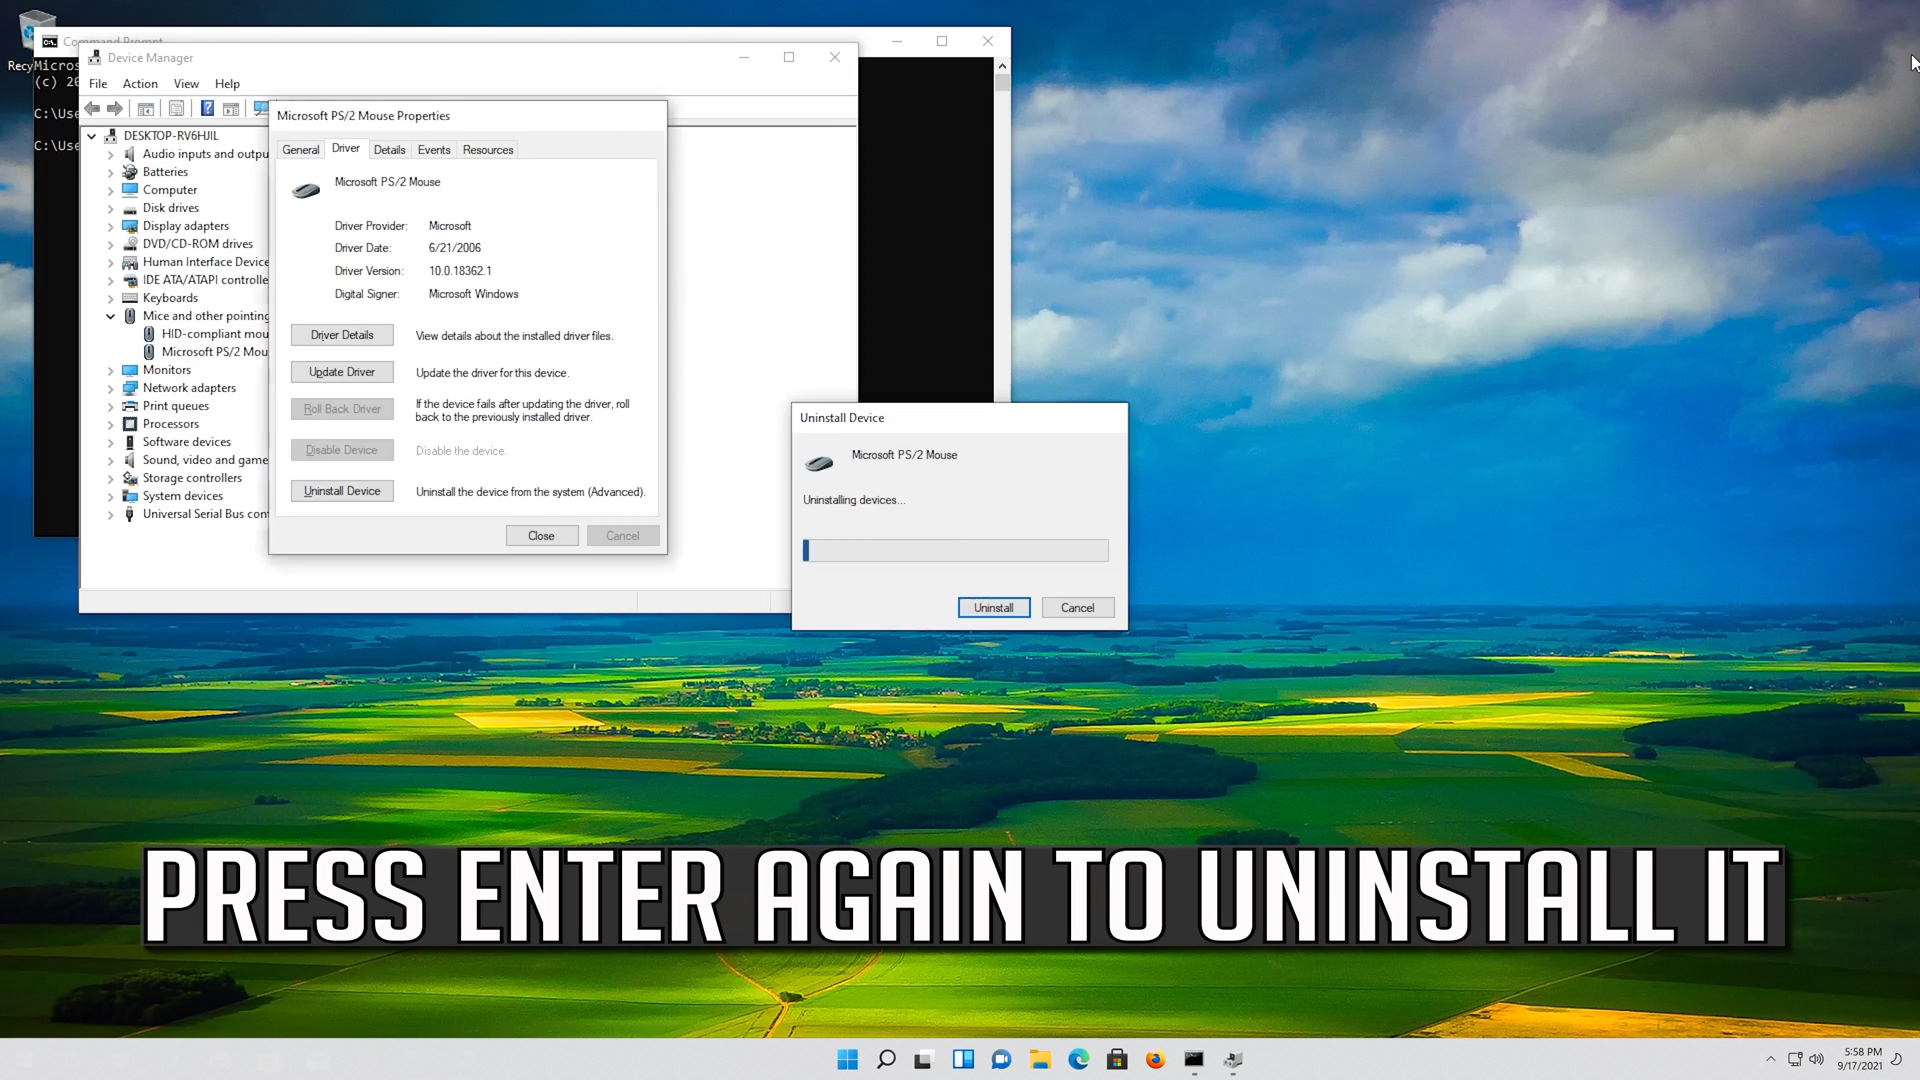 Command Prompt
Recy
Micros
(c) 20
C:\Use
C:\Use
Device Manager
File Action View Help
DESKTOP-RV6HJIL
Audio inputs and outpu
Batteries
Computer
Disk drives
Display adapters
DVD/CD-ROM drives
Human Interface Device
IDE ATA/ATAPI controlle
Keyboards
Mice and other pointing
HID-compliant mou
Microsoft PS/2 Mou
Monitors
Network adapters
Print queues
Processors
Software devices
Sound, video and game
Storage controllers
System devices
Universal Serial Bus cont
Microsoft PS/2 Mouse Properties
General Driver Details Events Resources
Microsoft PS/2 Mouse
Driver Provider: Microsoft
Driver Date: 6/21/2006
Driver Version: 10.0.18362.1
Digital Signer: Microsoft Windows
Driver Details View details about the installed driver files.
Update Driver Update the driver for this device.
Roll Back Driver If the device fails after updating the driver, roll
back to the previously installed driver.
Disable Device Disable the device.
Uninstall Device Uninstall the device from the system (Advanced).
Close Cancel
Uninstall Device
Microsoft PS/2 Mouse
Uninstalling devices...
Uninstall Cancel
PRESS ENTER AGAIN TO UNINSTALL IT
5:58 PM
9/17/2021